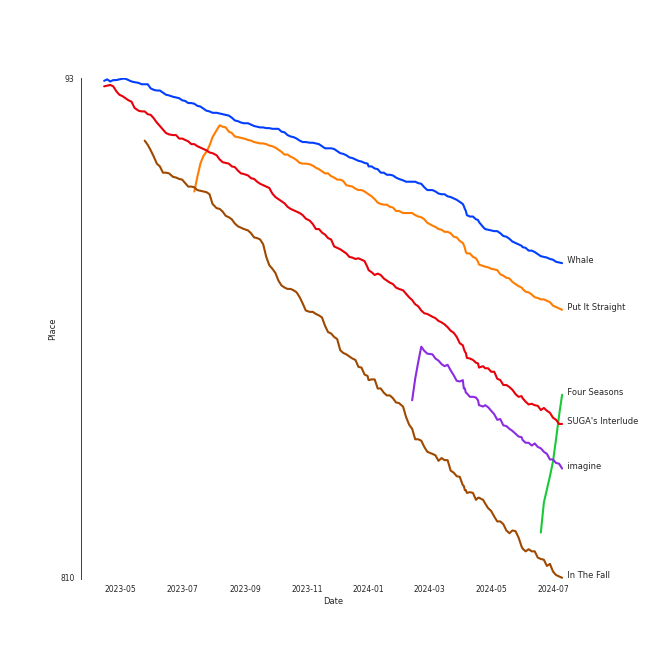 93
Place
810
Whale
Put It Straight
Four Seasons
SUGA's Interlude
imagine
In The Fall
2023-05
2023-07
2023-09
2023-11
2024-01
2024-03
2024-05
2024-07
Date